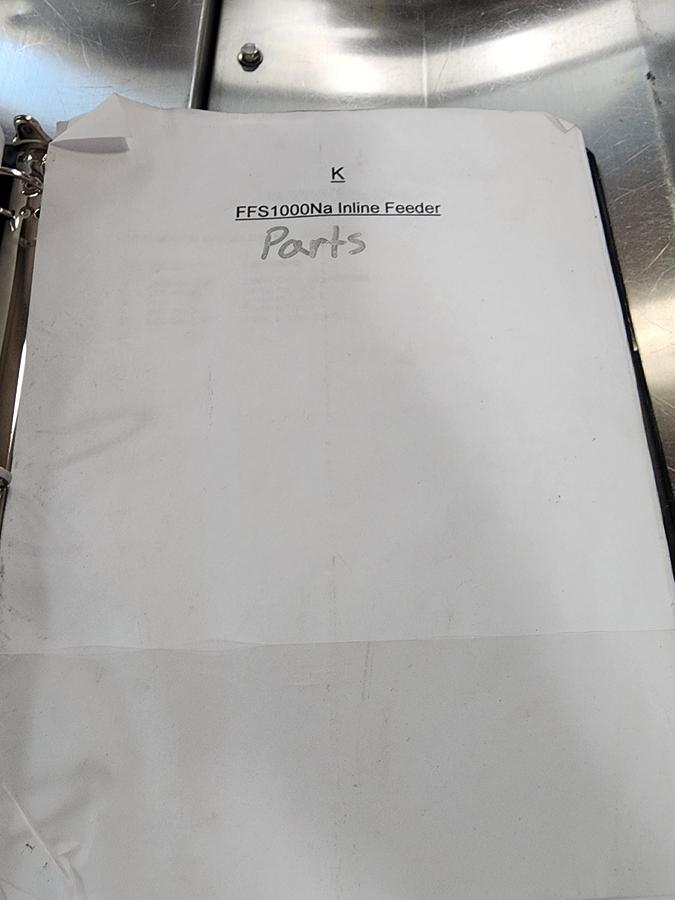 K
FFS1000Na Inline Feeder
Parts